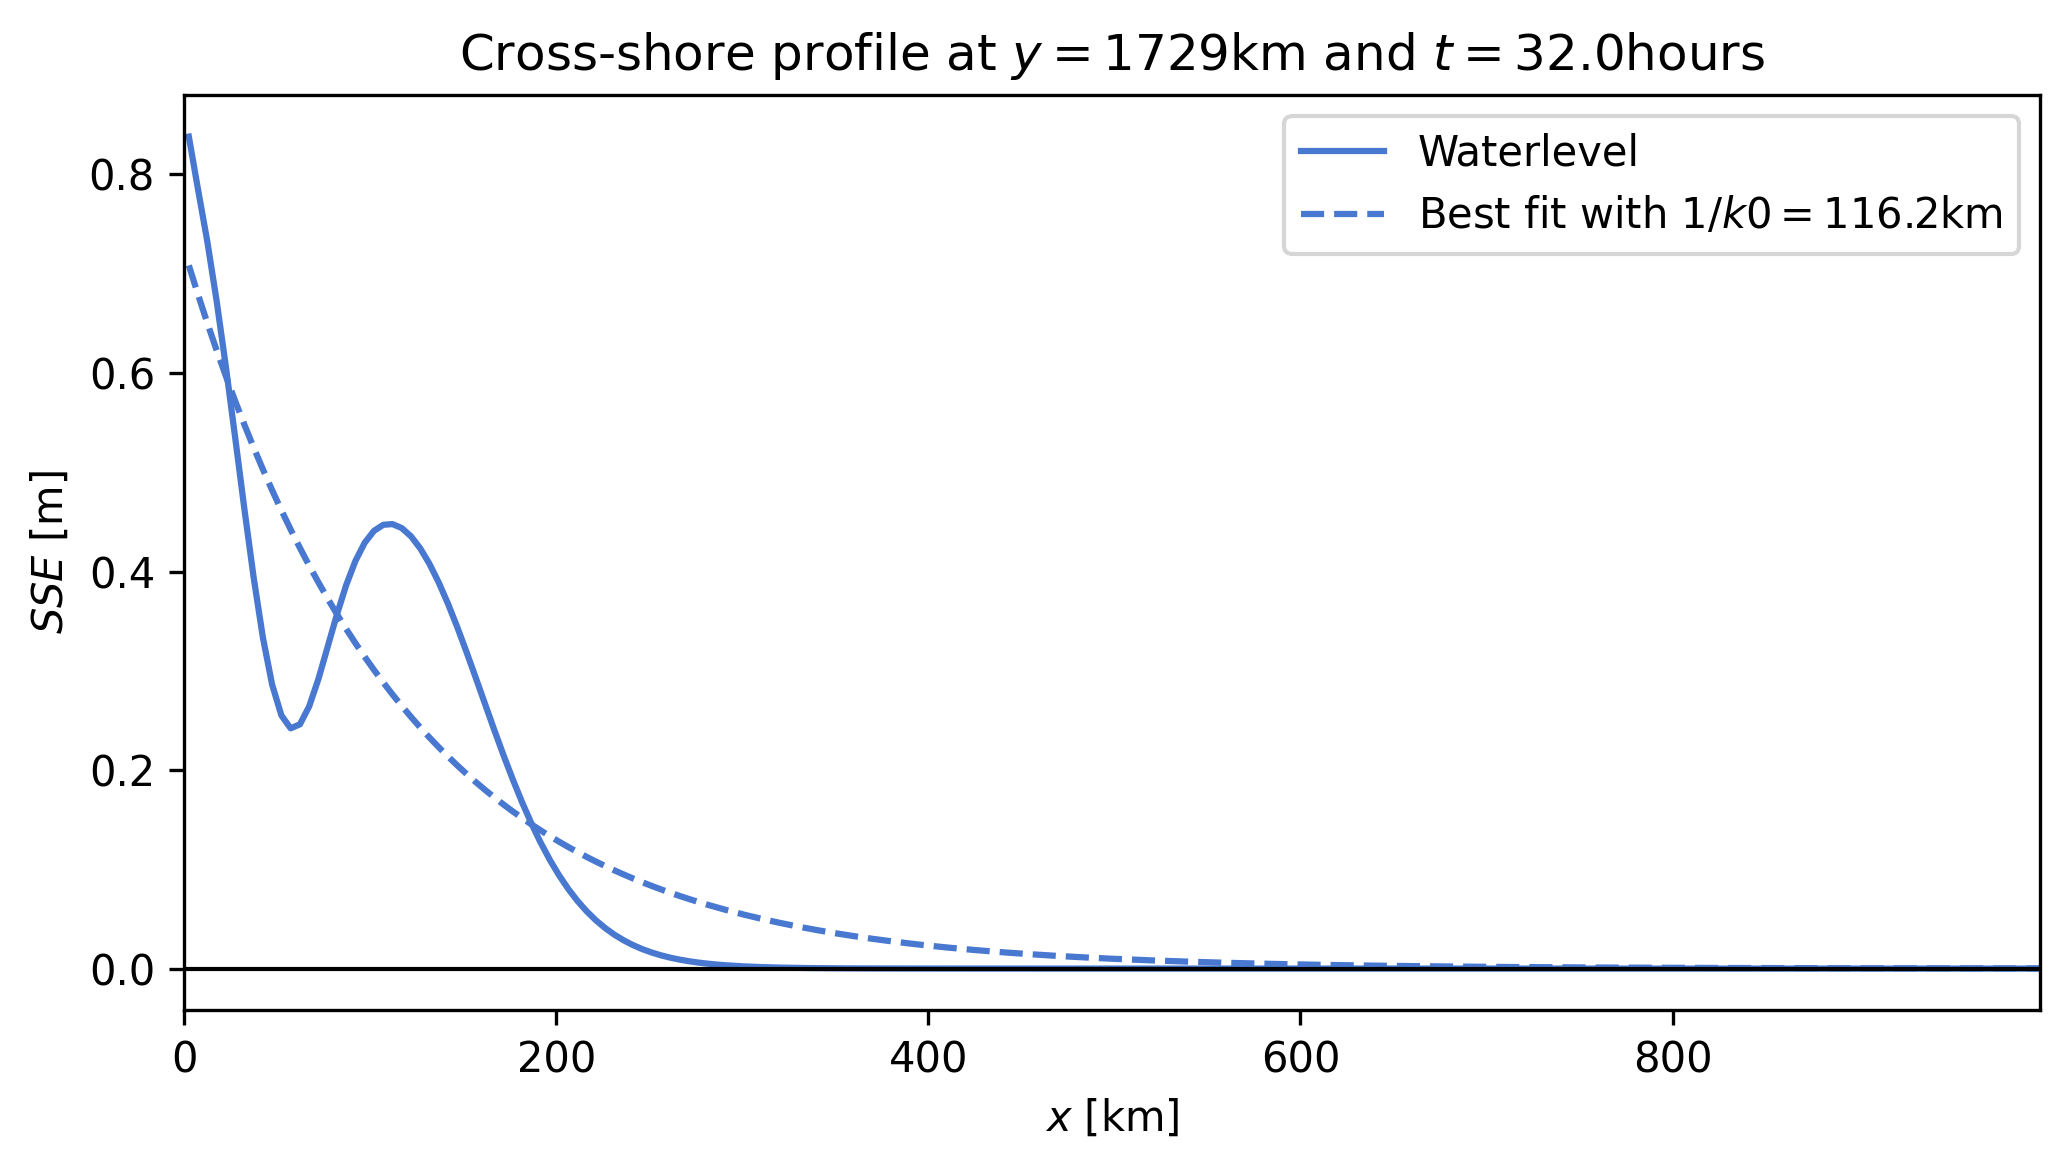 Cross-shore profile at y = 1729km and t = 32.0hours
Waterlevel
Best fit with 1/k0 = 116.2km
SSE [m]
0.8
0.6
0.4
0.2
0.0
0 200 400 600 800
x [km]